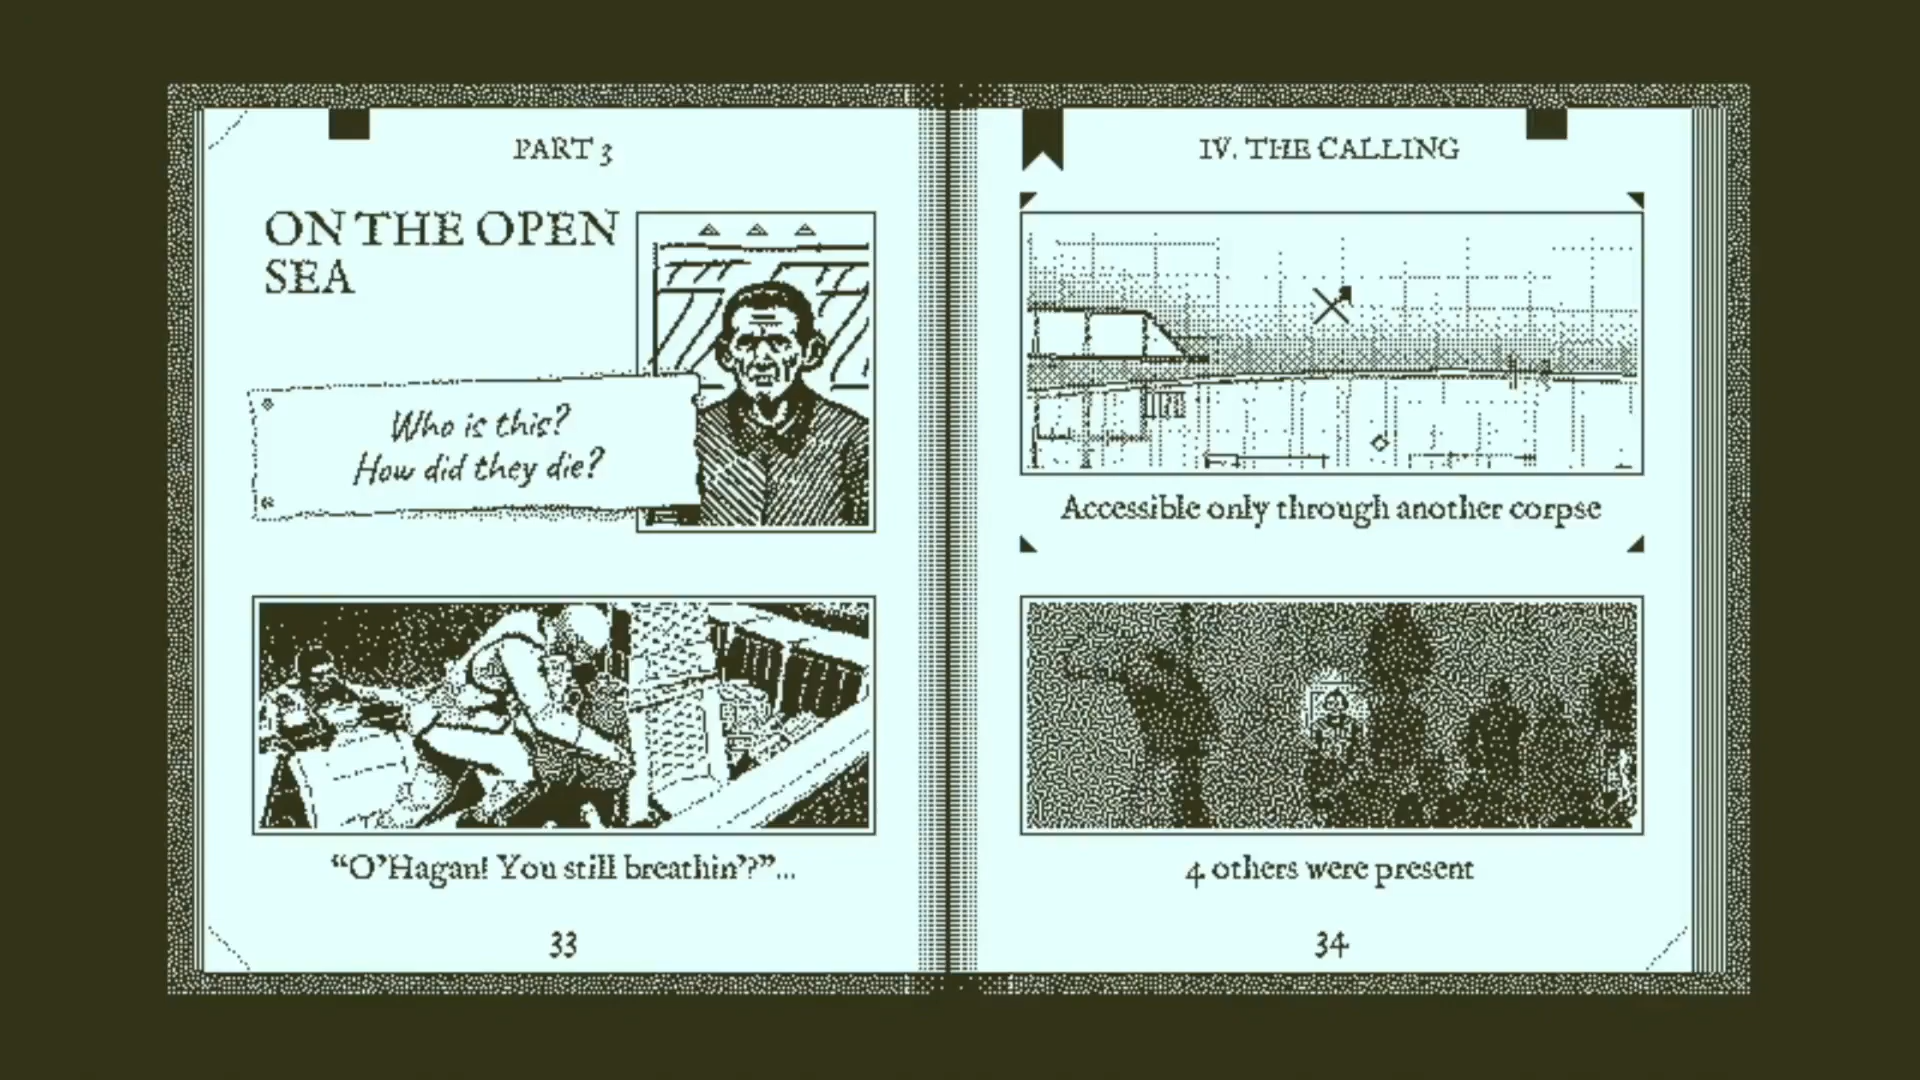 PART 3
ON THE OPEN
SEA
Who is this?
How did they die?
“O’Hagan! You still breathin’?”...
33
IV. THE CALLING
Accessible only through another corpse
4 others were present
34